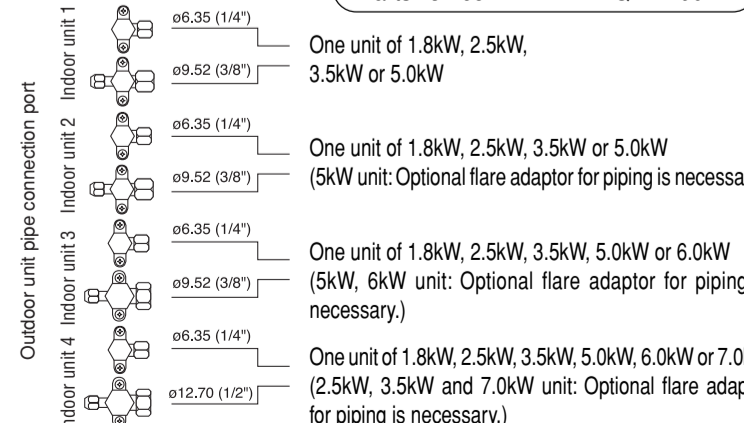 Outdoor unit pipe connection port
Indoor unit 1
ø6.35 (1/4")
ø9.52 (3/8")
One unit of 1.8kW, 2.5kW,
3.5kW or 5.0kW
Indoor unit 2
ø6.35 (1/4")
ø9.52 (3/8")
One unit of 1.8kW, 2.5kW, 3.5kW or 5.0kW
(5kW unit: Optional flare adaptor for piping is
Indoor unit 3
ø6.35 (1/4")
ø9.52 (3/8")
One unit of 1.8kW, 2.5kW, 3.5kW, 5.0kW or 6.0kW
(5kW, 6kW unit: Optional flare adaptor for piping
necessary.)
Indoor unit 4
ø6.35 (1/4")
ø12.70 (1/2")
One unit of 1.8kW, 2.5kW, 3.5kW, 5.0kW, 6.0kW or
(2.5kW, 3.5kW and 7.0kW unit: Optional flare
for piping is necessary.)